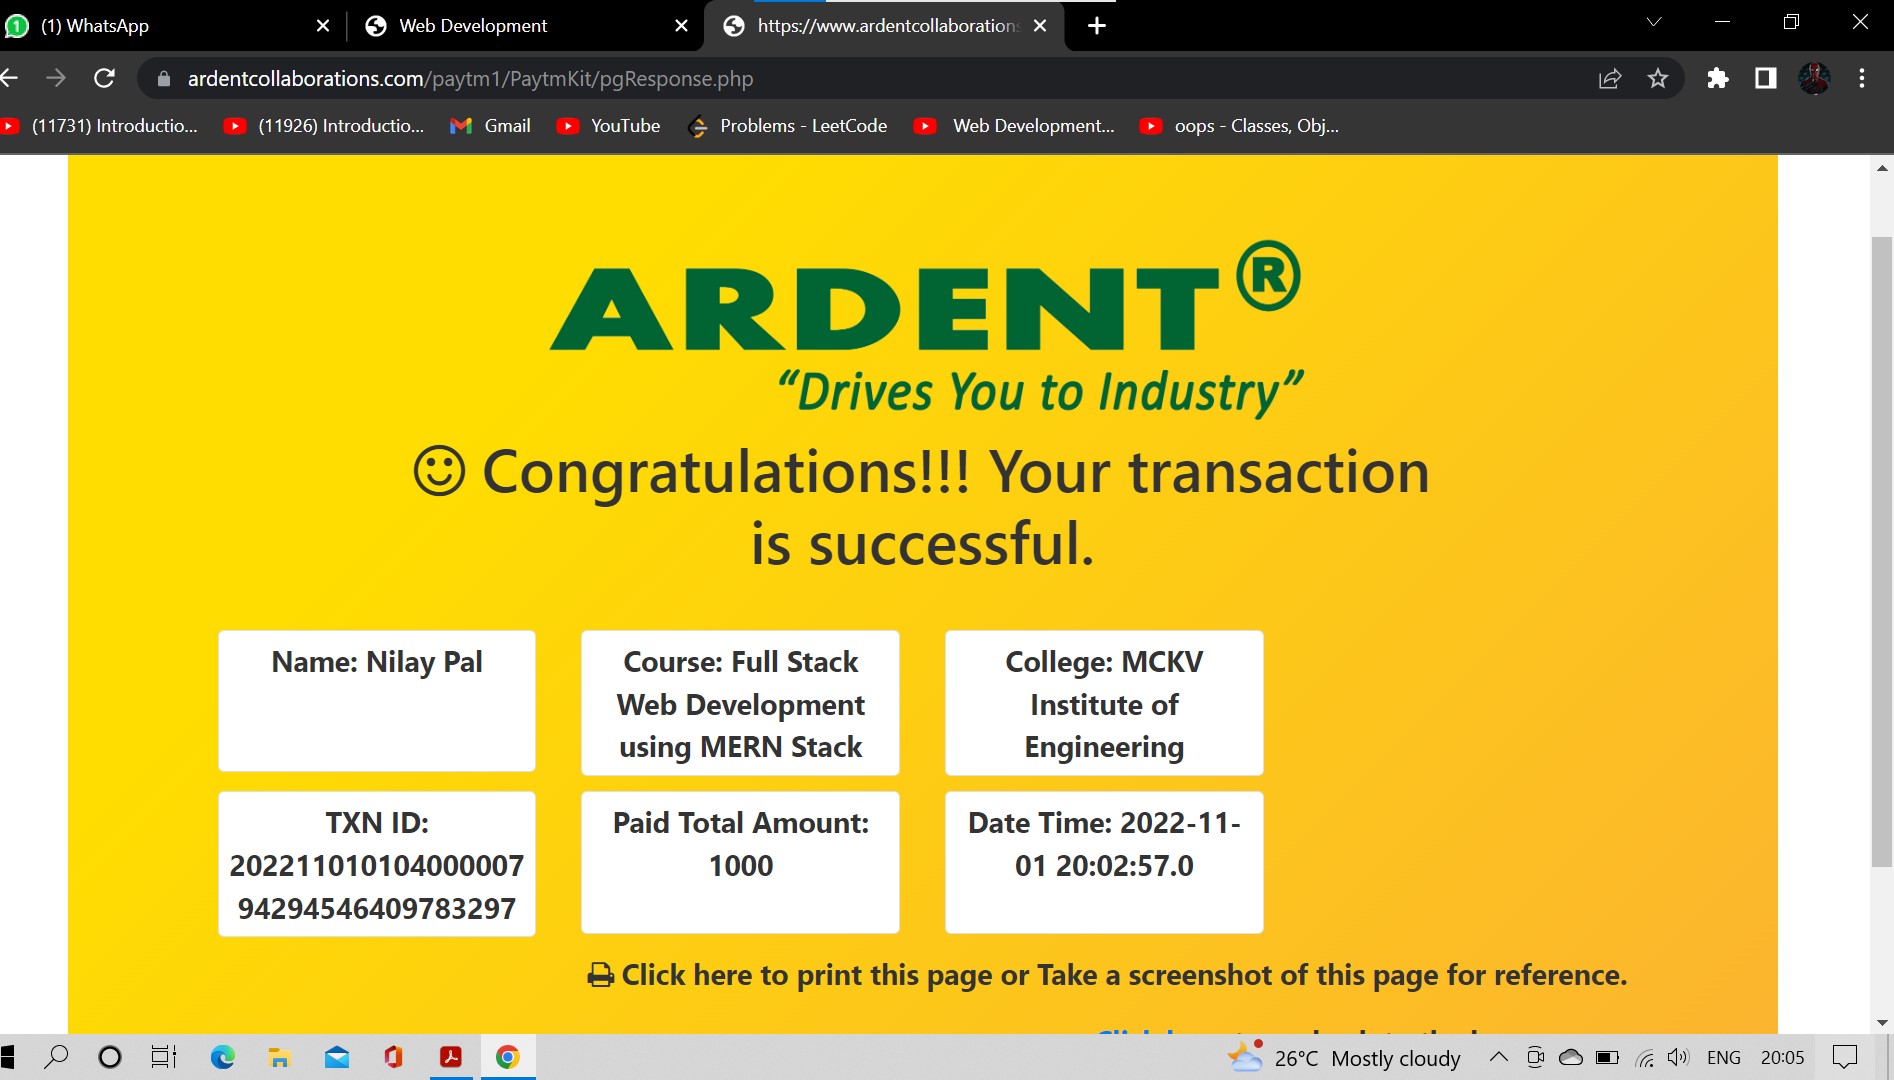 (1) WhatsApp
Web Development
https://www.ardentcollaborations
ardentcollaborations.com/paytm1/PaytmKit/pgResponse.php
(11731) Introductio...
(11926) Introductio...
Gmail
YouTube
Problems - LeetCode
Web Development...
oops - Classes, Obj...
ARDENT®
“Drives You to Industry”
Congratulations!!! Your transaction
is successful.
Name: Nilay Pal
Course: Full Stack
Web Development
using MERN Stack
College: MCKV
Institute of
Engineering
TXN ID:
202211010104000007
94294546409783297
Paid Total Amount:
1000
Date Time: 2022-11-
01 20:02:57.0
Click here to print this page or Take a screenshot of this page for reference.
26°C Mostly cloudy
ENG
20:05